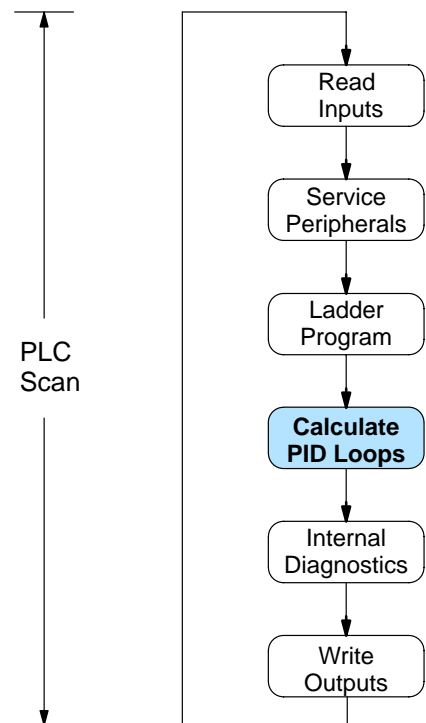 Read
Inputs
Service
Peripherals
Ladder
Program
PLC
Scan
Calculate
PID Loops
Internal
Diagnostics
Write
Outputs